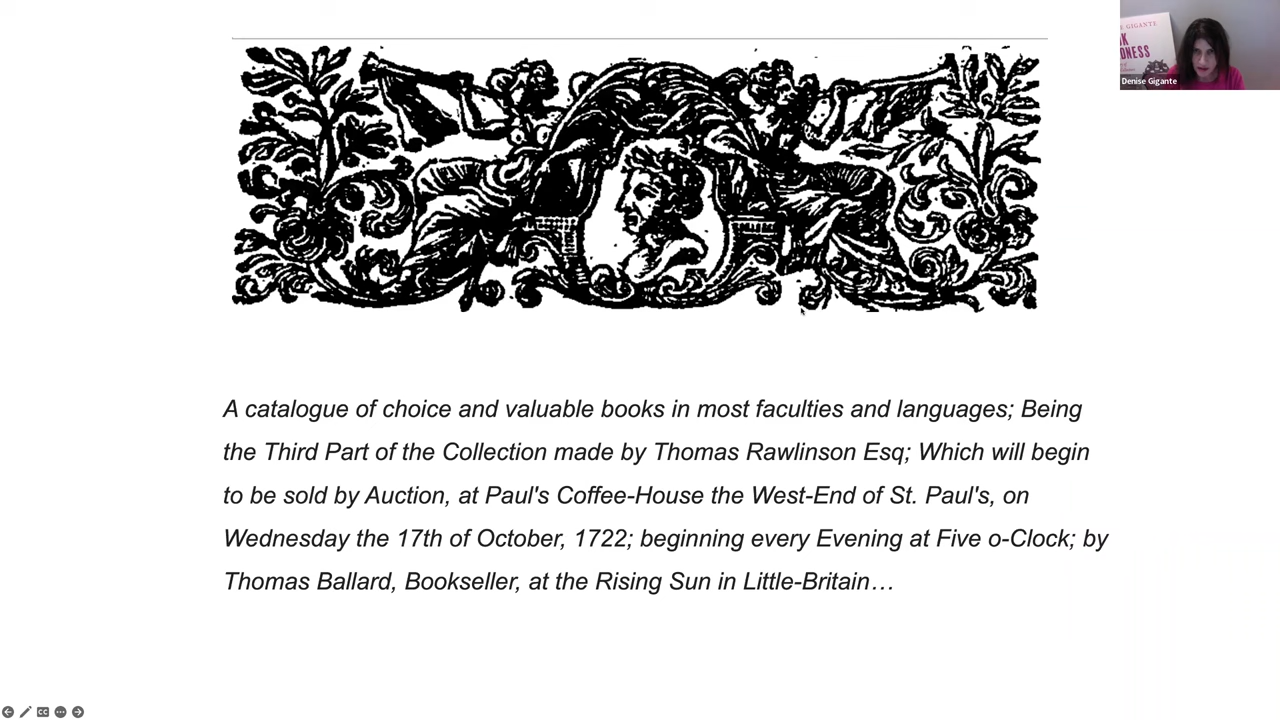 E GIGANTE
Denise Gigante
A catalogue of choice and valuable books in most faculties and languages; Being
the Third Part of the Collection made by Thomas Rawlinson Esq; Which will begin
to be sold by Auction, at Paul's Coffee-House the West-End of St. Paul's, on
Wednesday the 17th of October, 1722; beginning every Evening at Five o-Clock; by
Thomas Ballard, Bookseller, at the Rising Sun in Little-Britain…
CC